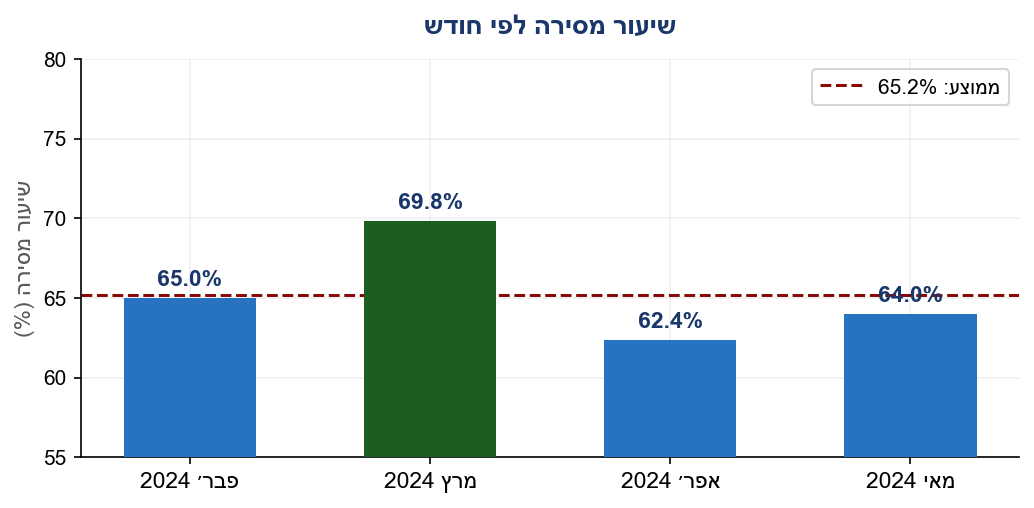 שיעור מסירה לפי חודש
ממוצע: 65.2%
שיעור מסירה (%)
80
75
70
65
60
55
65.0%
69.8%
62.4%
64.0%
פבר׳ 2024
מרץ 2024
אפר׳ 2024
מאי 2024